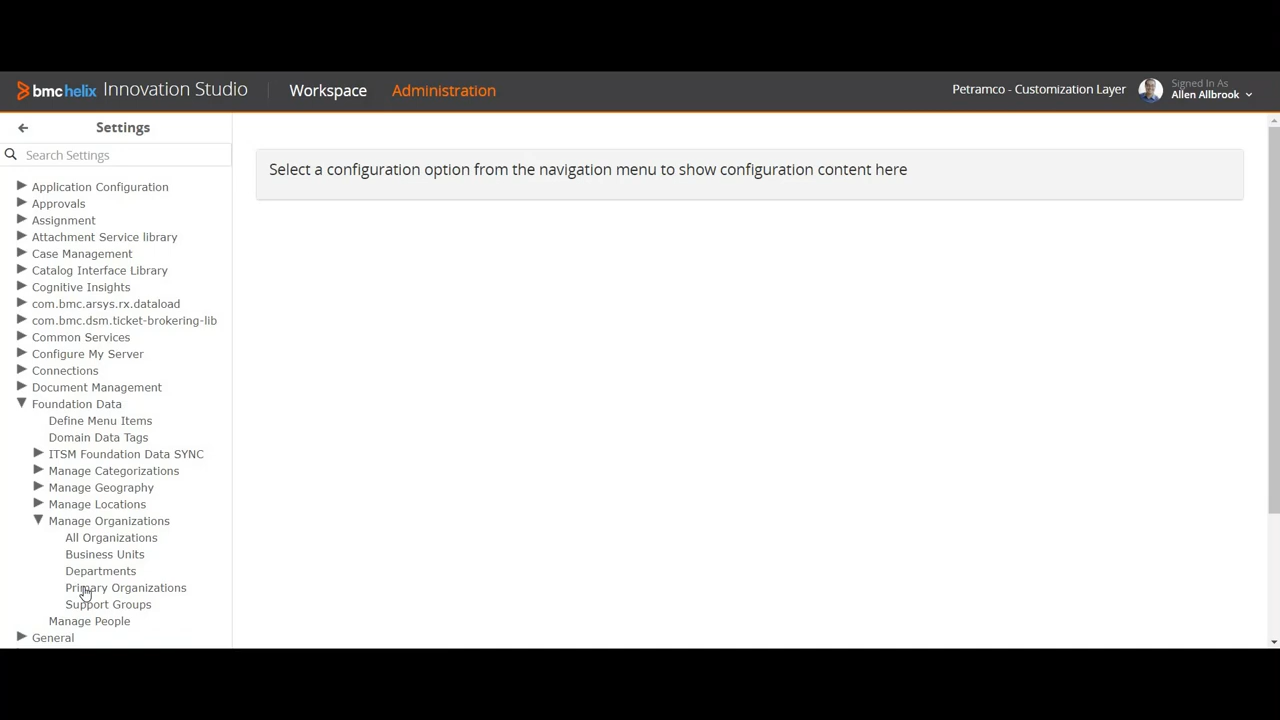 bmc helix Innovation Studio
Workspace
Administration
Petramco - Customization Layer
Signed In As
Allen Allbrook
Settings
Search Settings
Application Configuration
Approvals
Assignment
Attachment Service library
Case Management
Catalog Interface Library
Cognitive Insights
com.bmc.arsys.rx.dataload
com.bmc.dsm.ticket-brokering-lib
Common Services
Configure My Server
Connections
Document Management
Foundation Data
Define Menu Items
Domain Data Tags
ITSM Foundation Data SYNC
Manage Categorizations
Manage Geography
Manage Locations
Manage Organizations
All Organizations
Business Units
Departments
Primary Organizations
Support Groups
Manage People
General
Select a configuration option from the navigation menu to show configuration content here